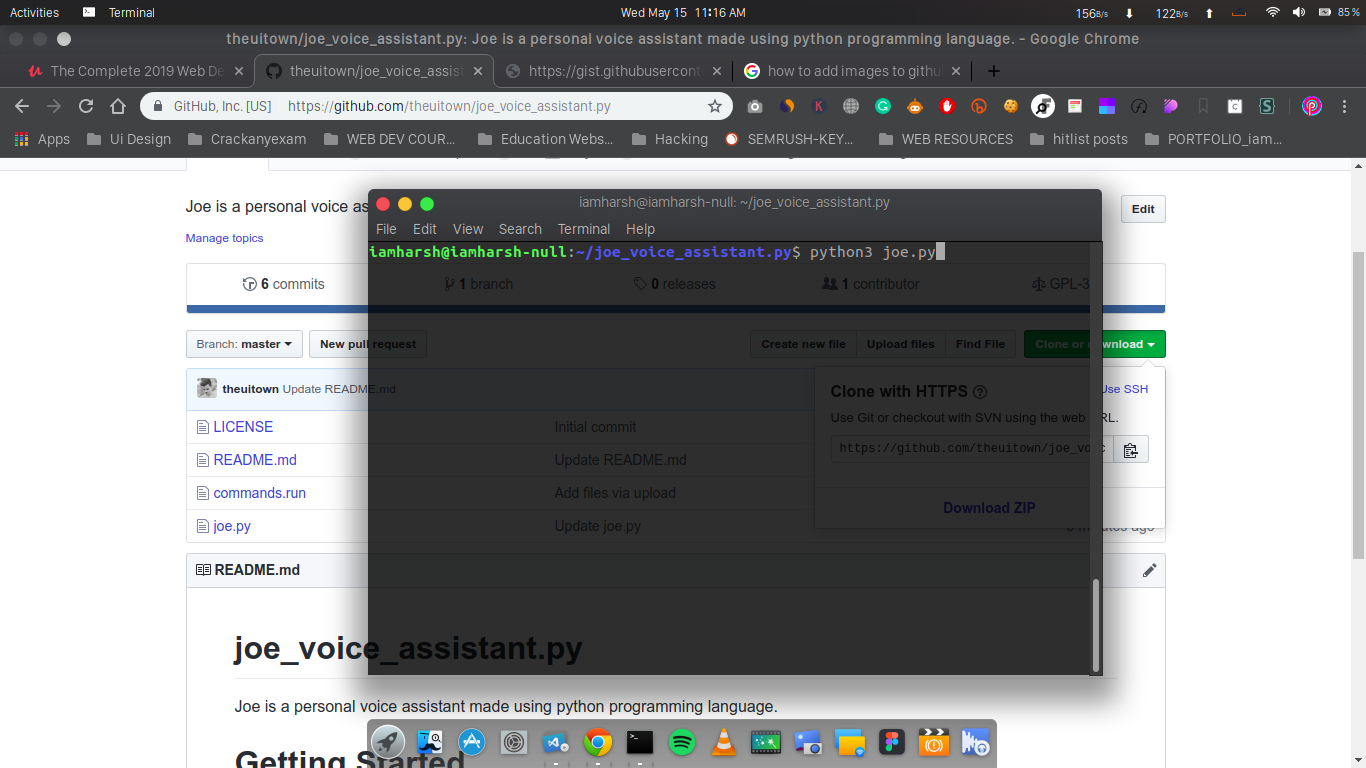 Activities Terminal Wed May 15 11:16 AM 156B/s 122B/s 85 %
theuitown/joe_voice_assistant.py: Joe is a personal voice assistant made using python programming language. - Google Chrome
The Complete 2019 Web De theuitown/joe_voice_assist https://gist.githubuserconte how to add images to githu
GitHub, Inc. [US] https://github.com/theuitown/joe_voice_assistant.py
Apps Ui Design Crackanyexam WEB DEV COUR... Education Webs... Hacking SEMRUSH-KEY... WEB RESOURCES hitlist posts PORTFOLIO_iam...
iamharsh@iamharsh-null: ~/joe_voice_assistant.py
Joe is a personal voice as Edit
File Edit View Search Terminal Help
Manage topics
iamharsh@iamharsh-null:~/joe_voice_assistant.py$ python3 joe.py
6 commits 1 branch 0 releases 1 contributor GPL-3
Branch: master New pull request Create new file Upload files Find File Clone or download
theuitown Update README.md
Clone with HTTPS Use SSH
Use Git or checkout with SVN using the web URL.
https://github.com/theuitown/joe_voic
Download ZIP
LICENSE Initial commit
README.md Update README.md
commands.run Add files via upload
joe.py Update joe.py minutes ago
README.md
joe_voice_assistant.py
Joe is a personal voice assistant made using python programming language.
Getting Started